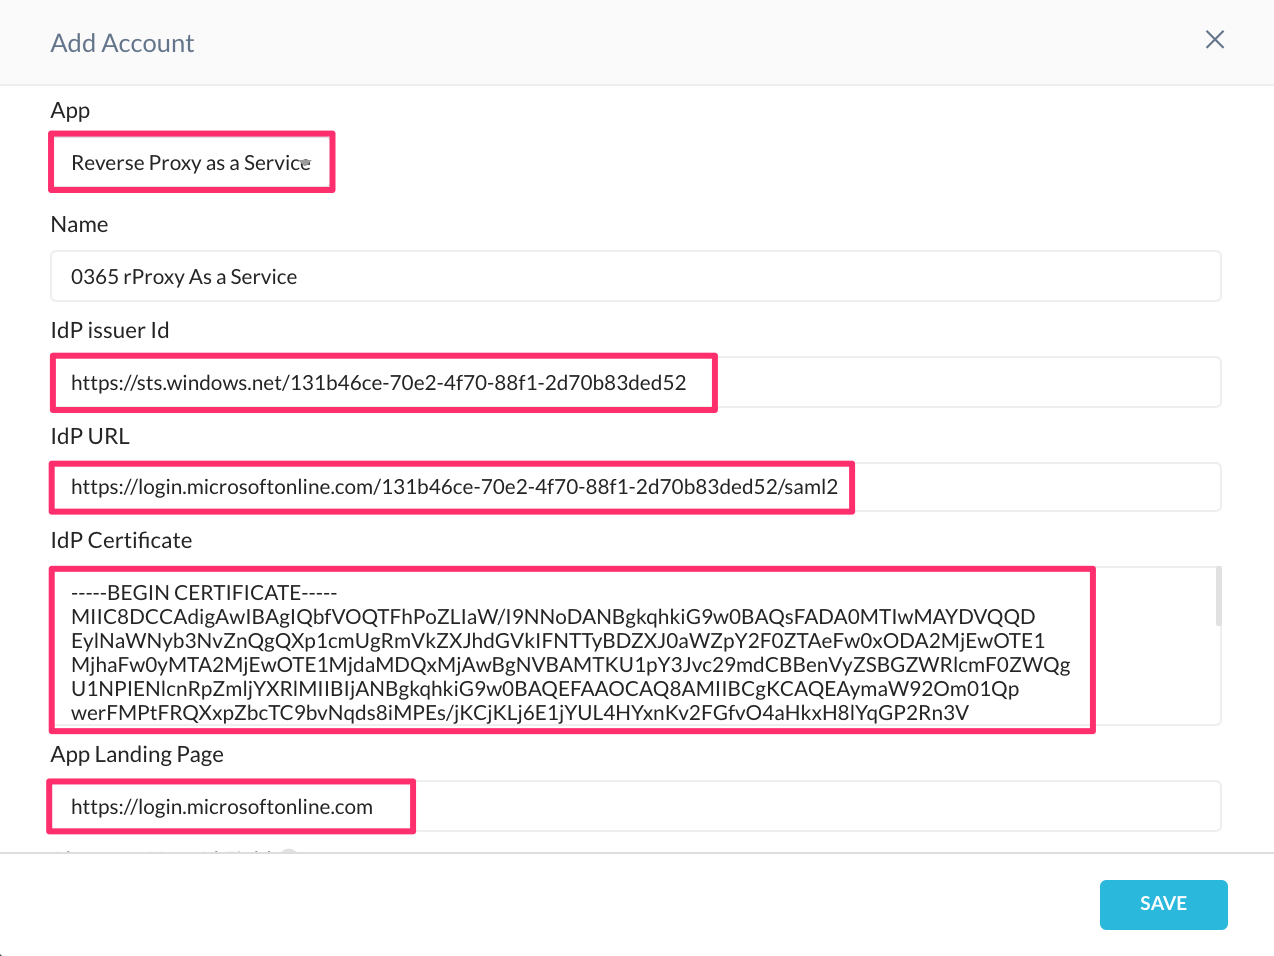 Add Account
App
Reverse Proxy as a Service
Name
0365 rProxy As a Service
IdP issuer Id
https://sts.windows.net/131b46ce-70e2-4f70-88f1-2d70b83ded52
IdP URL
https://login.microsoftonline.com/131b46ce-70e2-4f70-88f1-2d70b83ded52/saml2
IdP Certificate
-----BEGIN CERTIFICATE-----
MIIC8DCCAdigAwIBAgIQbfVOQTFhPoZLIaW/I9NNoDANBgkqhkiG9w0BAQsFADA0MTIwMAYDVQQD
EylNaWNyb3NvZnQgQXp1cmUgRmVkZXJhdGVkIFNTTyBDZXJ0aWZpY2F0ZTAeFw0xODA2MjEwOTE1
MjhaFw0yMTA2MjEwOTE1MjdaMDQxMjAwBgNVBAMTKU1pY3Jvc29mdCBBenVyZSBGZWRlcmF0ZWQg
U1NPIENlcnRpZmljYXRlMIIBIjANBgkqhkiG9w0BAQEFAAOCAQ8AMIIBCgKCAQEAymaW92Om01Qp
werFMPtFRQXxpZbcTC9bvNqds8iMPEs/jKCjKLj6E1jYUL4HYxnKv2FGfvO4aHkxH8lYqGP2Rn3V
App Landing Page
https://login.microsoftonline.com
SAVE